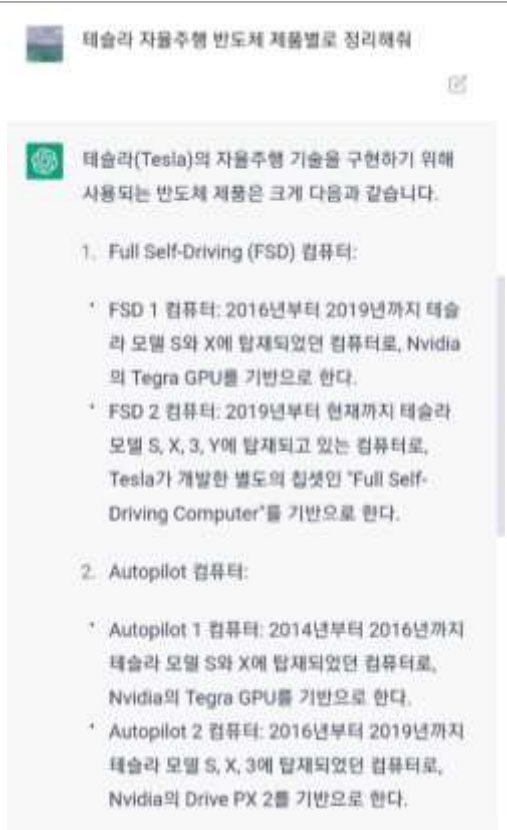 테슬라 자율주행 반도체 제품별로 정리해줘
테슬라(Tesla)의 자율주행 기술을 구현하기 위해
사용되는 반도체 제품은 크게 다음과 같습니다.
1. Full Self-Driving (FSD) 컴퓨터:
• FSD 1 컴퓨터: 2016년부터 2019년까지 테슬
라 모델 S와 X에 탑재되었던 컴퓨터로, Nvidia
의 Tegra GPU를 기반으로 한다.
• FSD 2 컴퓨터: 2019년부터 현재까지 테슬라
모델 S, X, 3, Y에 탑재되고 있는 컴퓨터로,
Tesla가 개발한 별도의 칩셋인 "Full Self-
Driving Computer"를 기반으로 한다.
2. Autopilot 컴퓨터:
• Autopilot 1 컴퓨터: 2014년부터 2016년까지
테슬라 모델 S와 X에 탑재되었던 컴퓨터로,
Nvidia의 Tegra GPU를 기반으로 한다.
• Autopilot 2 컴퓨터: 2016년부터 2019년까지
테슬라 모델 S, X, 3에 탑재되었던 컴퓨터로,
Nvidia의 Drive PX 2를 기반으로 한다.